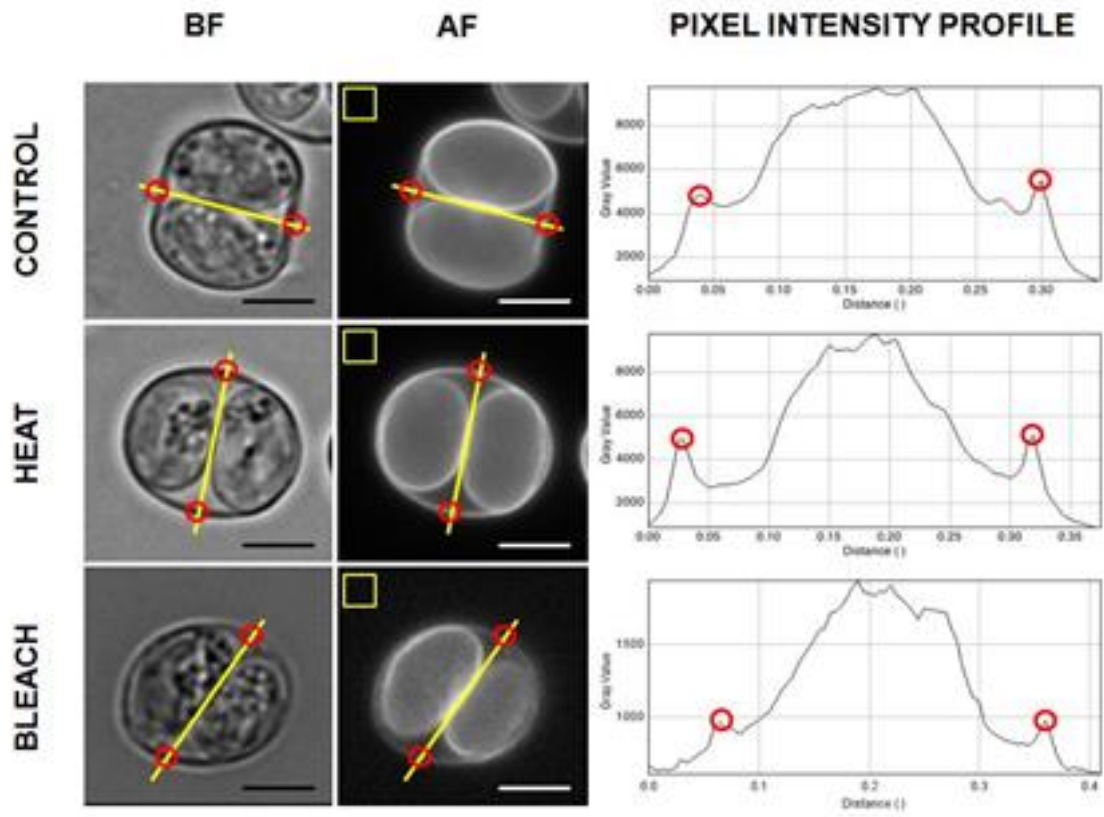 BF AF PIXEL INTENSITY PROFILE
CONTROL
Gray Value
8000
6000
4000
2000
0.00 0.05 0.10 0.15 0.20 0.25 0.30
Distance ( )
HEAT
Gray Value
8000
6000
4000
2000
0.00 0.05 0.10 0.15 0.20 0.25 0.30 0.35
Distance ( )
BLEACH
Gray Value
1500
1000
0.0 0.1 0.2 0.3 0.4
Distance ( )